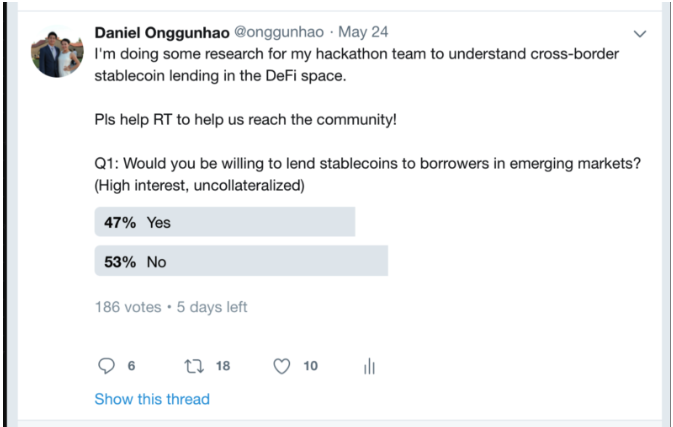 Daniel Onggunhao @onggunhao · May 24
I'm doing some research for my hackathon team to understand cross-border
stablecoin lending in the DeFi space.
Pls help RT to help us reach the community!
Q1: Would you be willing to lend stablecoins to borrowers in emerging markets?
(High interest, uncollateralized)
47% Yes
53% No
186 votes • 5 days left
6 18 10
Show this thread